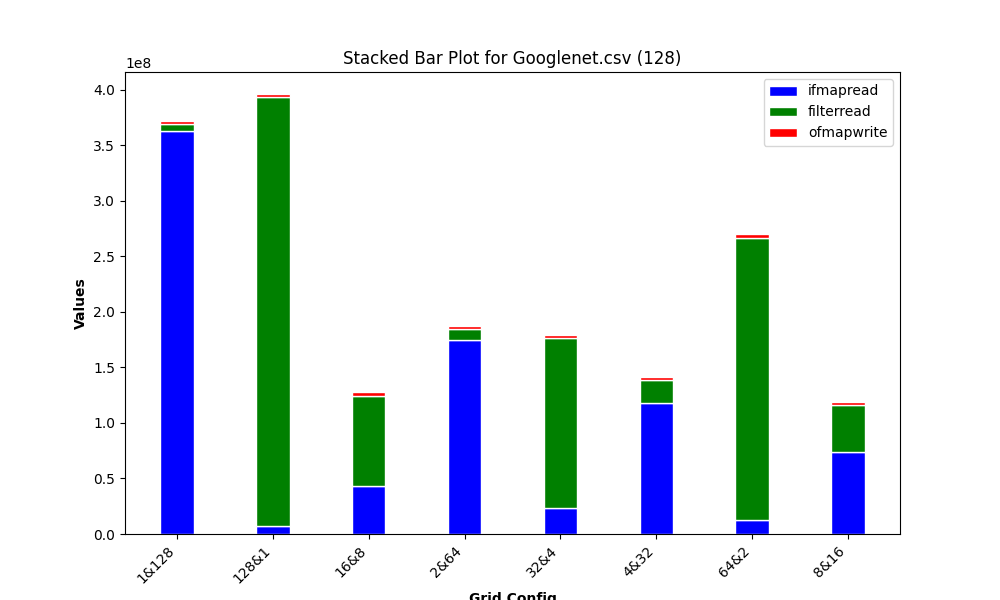 Stacked Bar Plot for Googlenet.csv (128)
1e8
4.0
3.5
3.0
2.5
2.0
1.5
1.0
0.5
0.0
Values
ifmapread
filterread
ofmapwrite
1&128
128&1
16&8
2&64
32&4
4&32
64&2
8&16
Grid Config